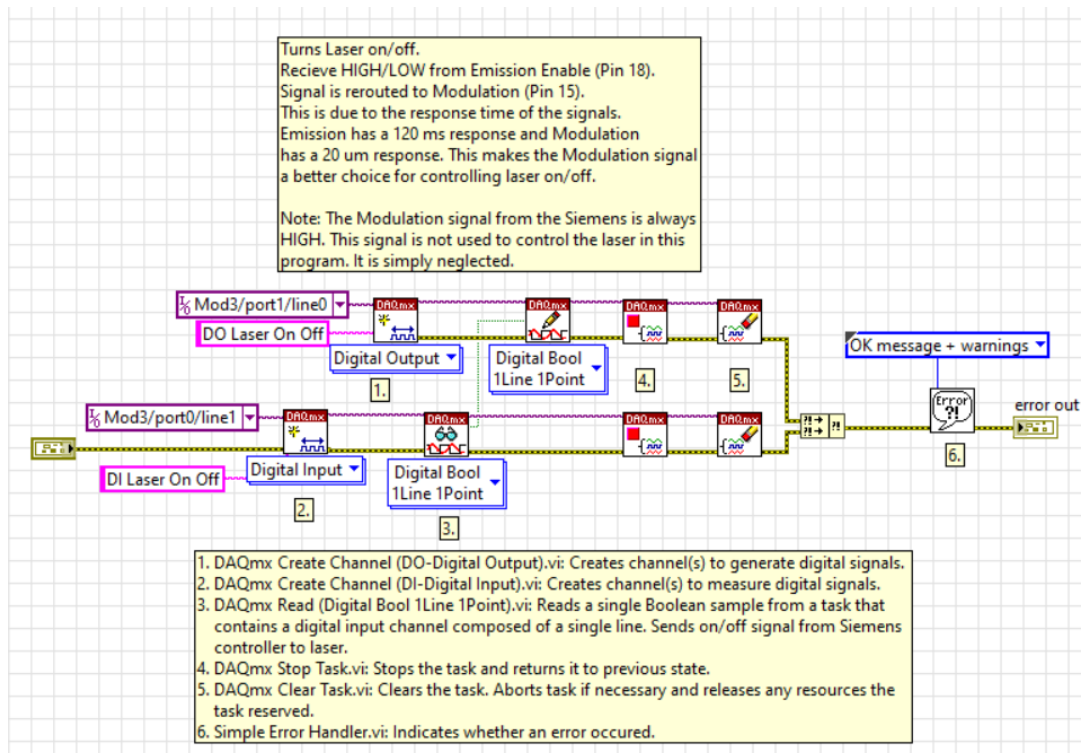 Turns Laser on/off.
Recieve HIGH/LOW from Emission Enable (Pin 18).
Signal is rerouted to Modulation (Pin 15).
This is due to the response time of the signals.
Emission has a 120 ms response and Modulation
has a 20 um response. This makes the Modulation signal
a better choice for controlling laser on/off.
Note: The Modulation signal from the Siemens is always
HIGH. This signal is not used to control the laser in this
program. It is simply neglected.
Mod3/port1/line0
DAQmx
DAQmx
DAQmx
DAQmx
DO Laser On Off
Digital Output
Digital Bool
1Line 1Point
OK message + warnings
1.
4.
5.
Mod3/port0/line1
DAQmx
DAQmx
DAQmx
DAQmx
Error
?!
error out
DI Laser On Off
Digital Input
Digital Bool
1Line 1Point
6.
2.
3.
1. DAQmx Create Channel (DO-Digital Output).vi: Creates channel(s) to generate digital signals.
2. DAQmx Create Channel (DI-Digital Input).vi: Creates channel(s) to measure digital signals.
3. DAQmx Read (Digital Bool 1Line 1Point).vi: Reads a single Boolean sample from a task that
contains a digital input channel composed of a single line. Sends on/off signal from Siemens
controller to laser.
4. DAQmx Stop Task.vi: Stops the task and returns it to previous state.
5. DAQmx Clear Task.vi: Clears the task. Aborts task if necessary and releases any resources the
task reserved.
6. Simple Error Handler.vi: Indicates whether an error occured.